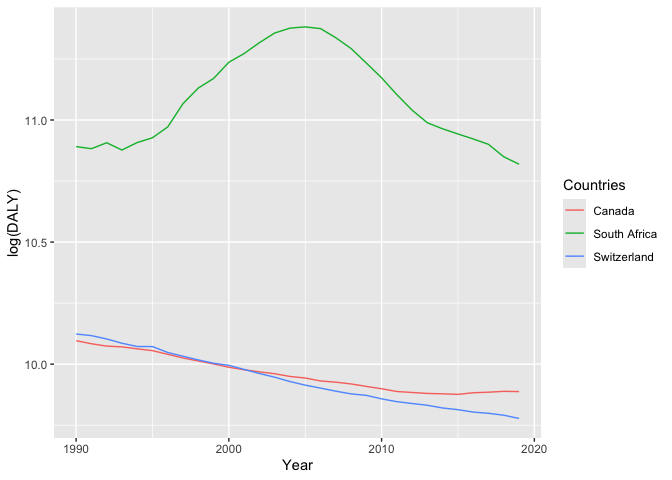 11.0
10.5
10.0
log(DALY)
1990
2000
2010
2020
Year
Countries
Canada
South Africa
Switzerland